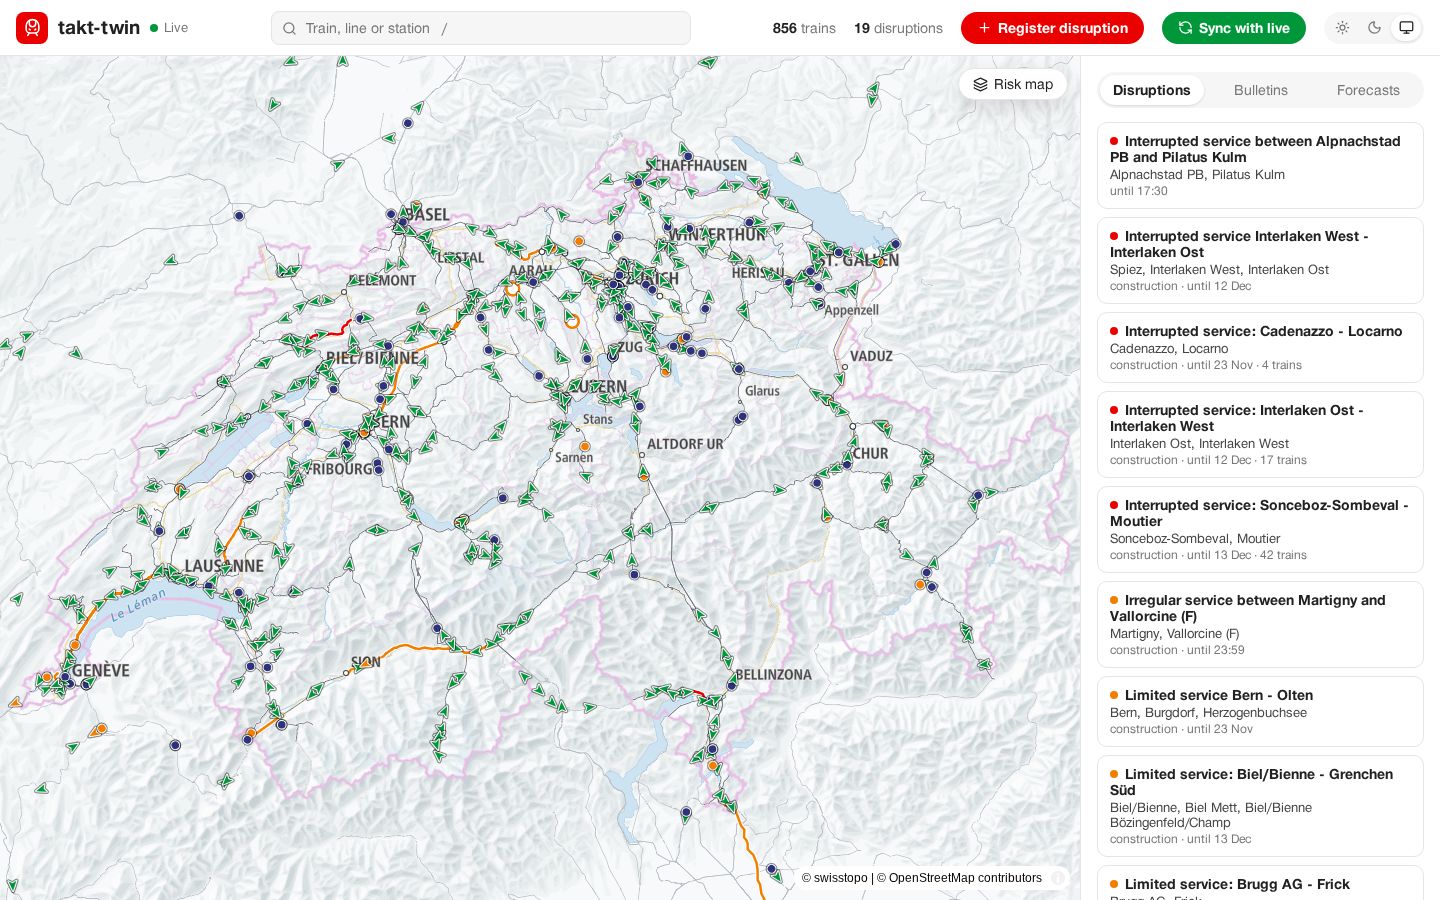 takt-twin
Live
Train, line or station /
856 trains
19 disruptions
Register disruption
Sync with live
Risk map
Disruptions
Bulletins
Forecasts
Interrupted service between Alpnachstad
PB and Pilatus Kulm
Alpnachstad PB, Pilatus Kulm
until 17:30
Interrupted service Interlaken West -
Interlaken Ost
Spiez, Interlaken West, Interlaken Ost
construction · until 12 Dec
Interrupted service: Cadenazzo - Locarno
Cadenazzo, Locarno
construction · until 23 Nov · 4 trains
Interrupted service: Interlaken Ost -
Interlaken West
Interlaken Ost, Interlaken West
construction · until 12 Dec · 17 trains
Interrupted service: Sonceboz-Sombeval -
Moutier
Sonceboz-Sombeval, Moutier
construction · until 13 Dec · 42 trains
Irregular service between Martigny and
Vallorcine (F)
Martigny, Vallorcine (F)
construction · until 23:59
Limited service Bern - Olten
Bern, Burgdorf, Herzogenbuchsee
construction · until 23 Nov
Limited service: Biel/Bienne - Grenchen
Süd
Biel/Bienne, Biel Mett, Biel/Bienne
Bözingenfeld/Champ
construction · until 13 Dec
Limited service: Brugg AG - Frick
SCHAFFHAUSEN
BASEL
WINTERTHUR
LIESTAL
AARAU
ZÜRICH
HERISAU
ST. GALLEN
DELÉMONT
Appenzell
BIEL/BIENNE
ZUG
VADUZ
LUZERN
Glarus
BERN
Stans
ALTDORF UR
Sarnen
CHUR
FRIBOURG
LAUSANNE
Le Léman
SION
GENÈVE
BELLINZONA
© swisstopo | © OpenStreetMap contributors